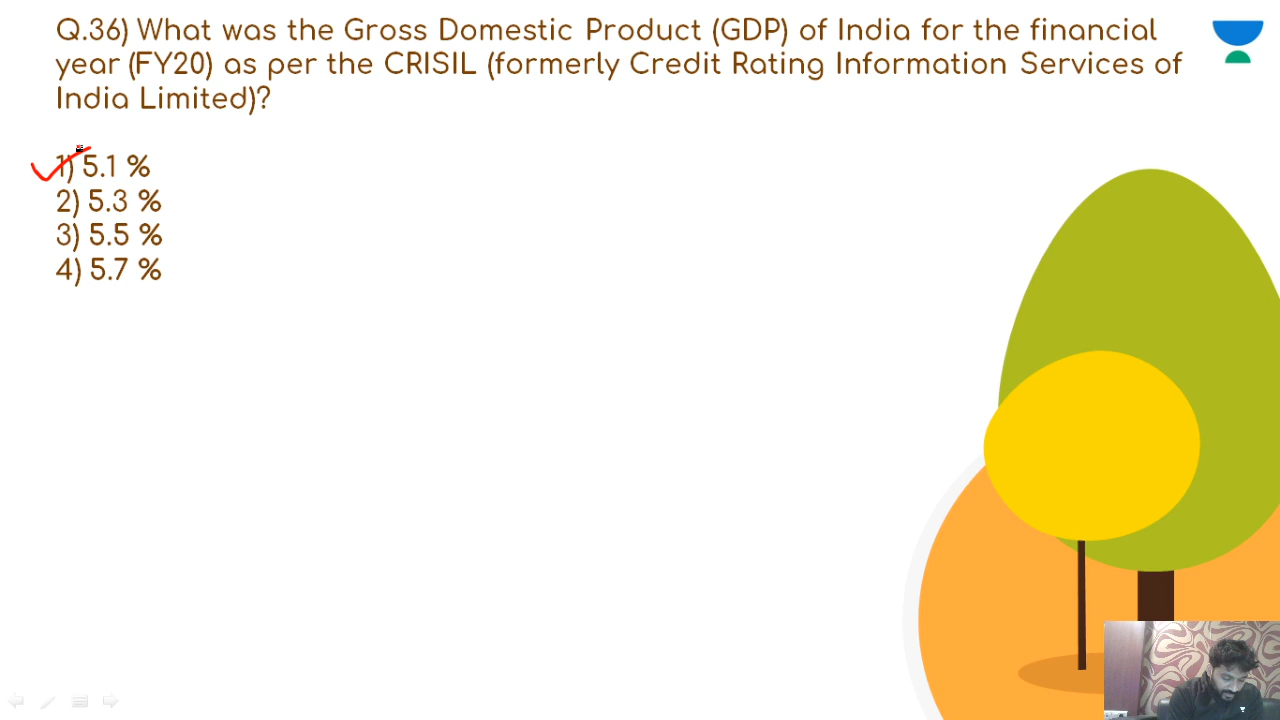 Q.36) What was the Gross Domestic Product (GDP) of India for the financial
year (FY20) as per the CRISIL (formerly Credit Rating Information Services of
India Limited)?
1) 5.1 %
2) 5.3 %
3) 5.5 %
4) 5.7 %